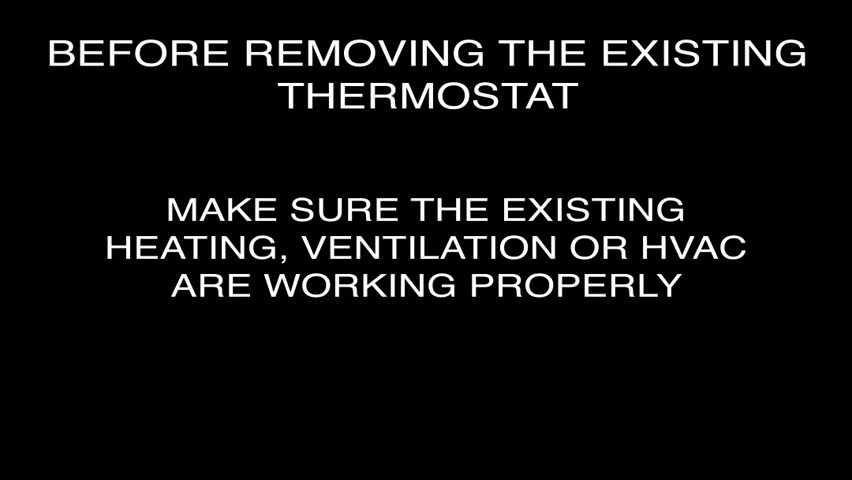 BEFORE REMOVING THE EXISTING
THERMOSTAT
MAKE SURE THE EXISTING
HEATING, VENTILATION OR HVAC
ARE WORKING PROPERLY